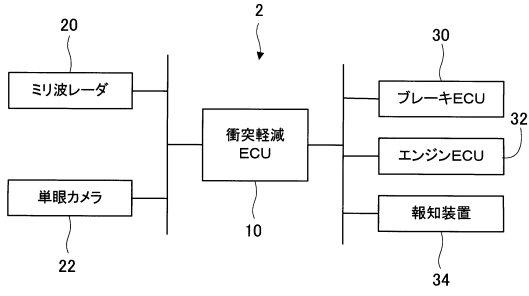 2
20
30
ミリ波レーダ
ブレーキECU
32
衝突軽減
ECU
エンジンECU
単眼カメラ
報知装置
22
10
34